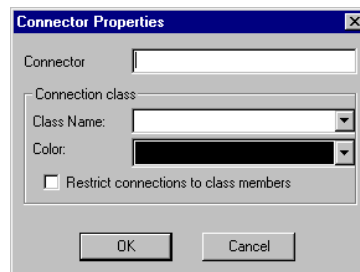 Connector Properties
Connector
Connection class
Class Name:
Color:
Restrict connections to class members
OK Cancel